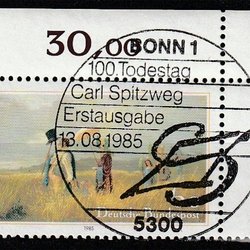 30,00
BONN 1
100.Todestag
Carl Spitzweg
Erstausgabe
13.08.1985
Deutsche Bundespost
1985
5300